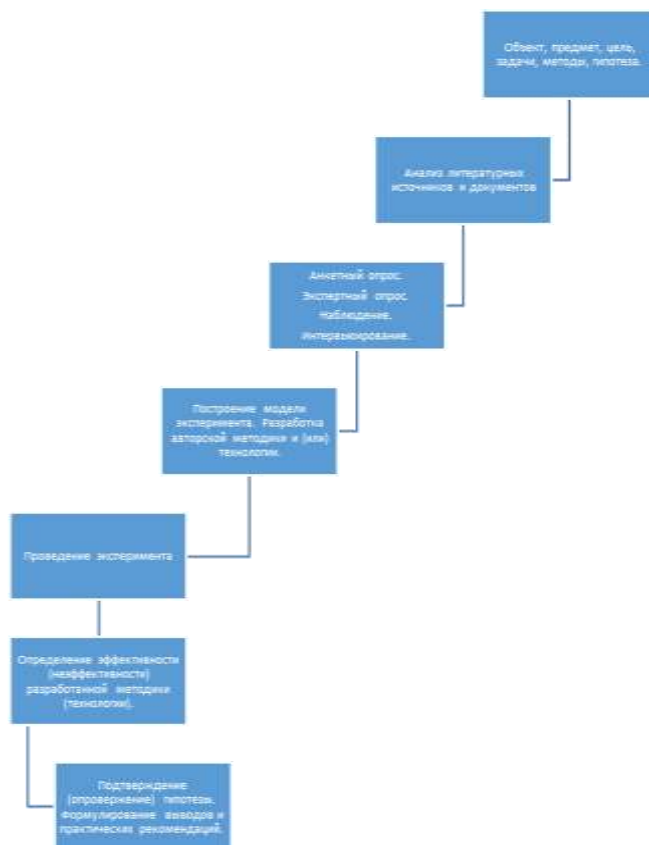 Объект, предмет, цель,
задачи, методы, гипотеза.
Анализ литературных
источников и документов
Анкетный опрос.
Экспертный опрос.
Наблюдение.
Интервьюирование.
Построение модели
эксперимента. Разработка
авторской методики и (или)
технологии.
Проведение эксперимента
Определение эффективности
(неэффективности)
разработанной методики
(технологии).
Подтверждение
(опровержение) гипотезы.
Формулирование выводов и
практических рекомендаций.